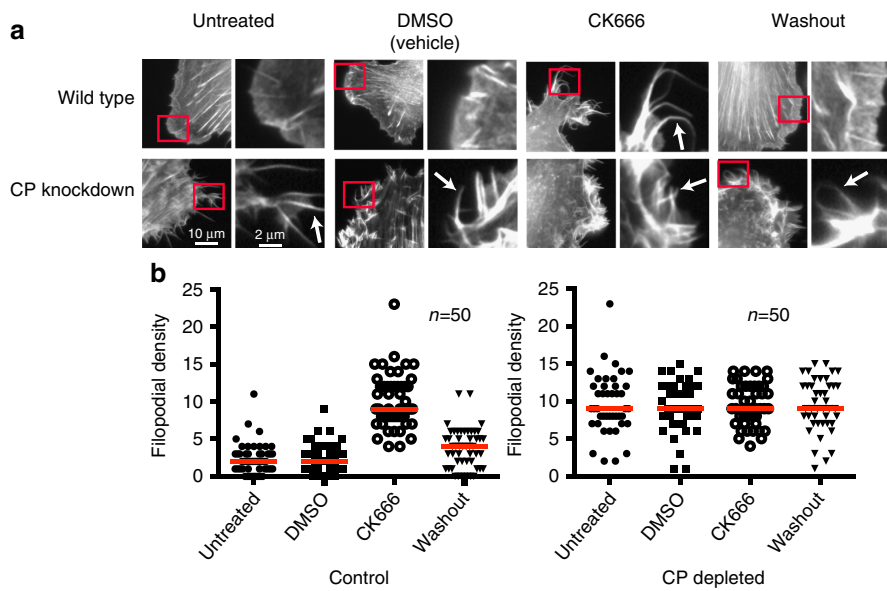 a
Untreated
DMSO
(vehicle)
CK666
Washout
Wild type
CP knockdown
10 μm
2 μm
b
Filopodial density
25
20
15
10
5
0
n=50
Untreated
DMSO
CK666
Washout
Control
Filopodial density
25
20
15
10
5
0
n=50
Untreated
DMSO
CK666
Washout
CP depleted